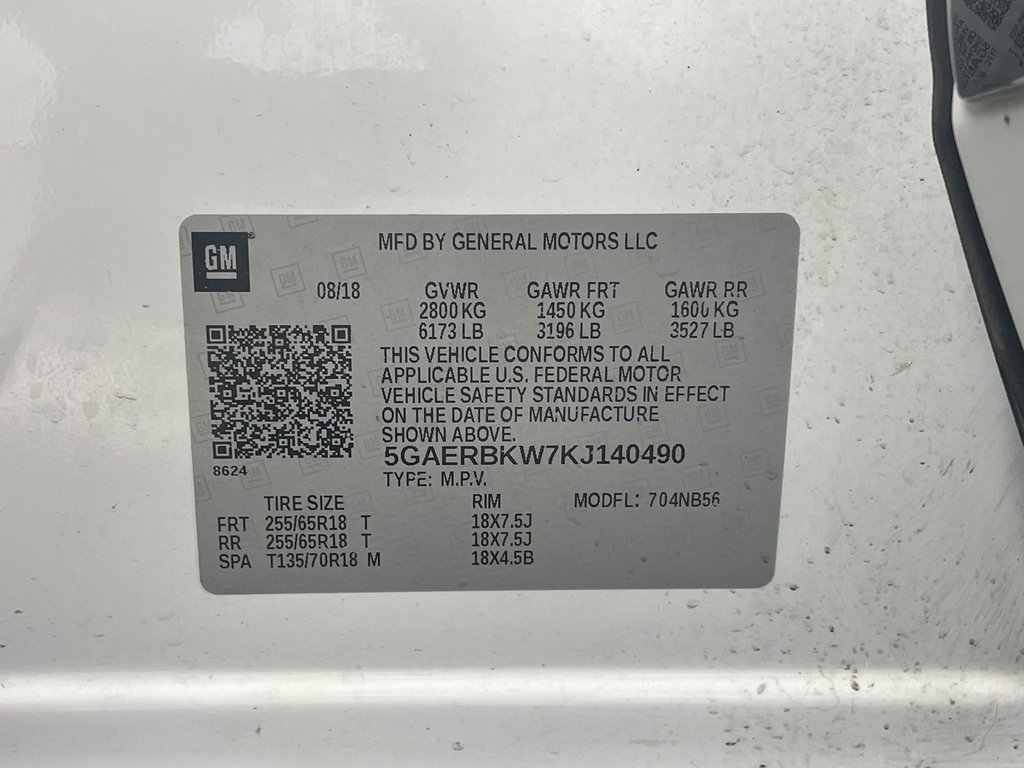 GM
MFD BY GENERAL MOTORS LLC
08/18 GVWR GAWR FRT GAWR RR
2800 KG 1450 KG 1600 KG
6173 LB 3196 LB 3527 LB
THIS VEHICLE CONFORMS TO ALL
APPLICABLE U.S. FEDERAL MOTOR
VEHICLE SAFETY STANDARDS IN EFFECT
ON THE DATE OF MANUFACTURE
SHOWN ABOVE.
5GAERBKW7KJ140490
8624
TYPE: M.P.V.
TIRE SIZE RIM MODEL: 704NB56
FRT 255/65R18 T 18X7.5J
RR 255/65R18 T 18X7.5J
SPA T135/70R18 M 18X4.5B